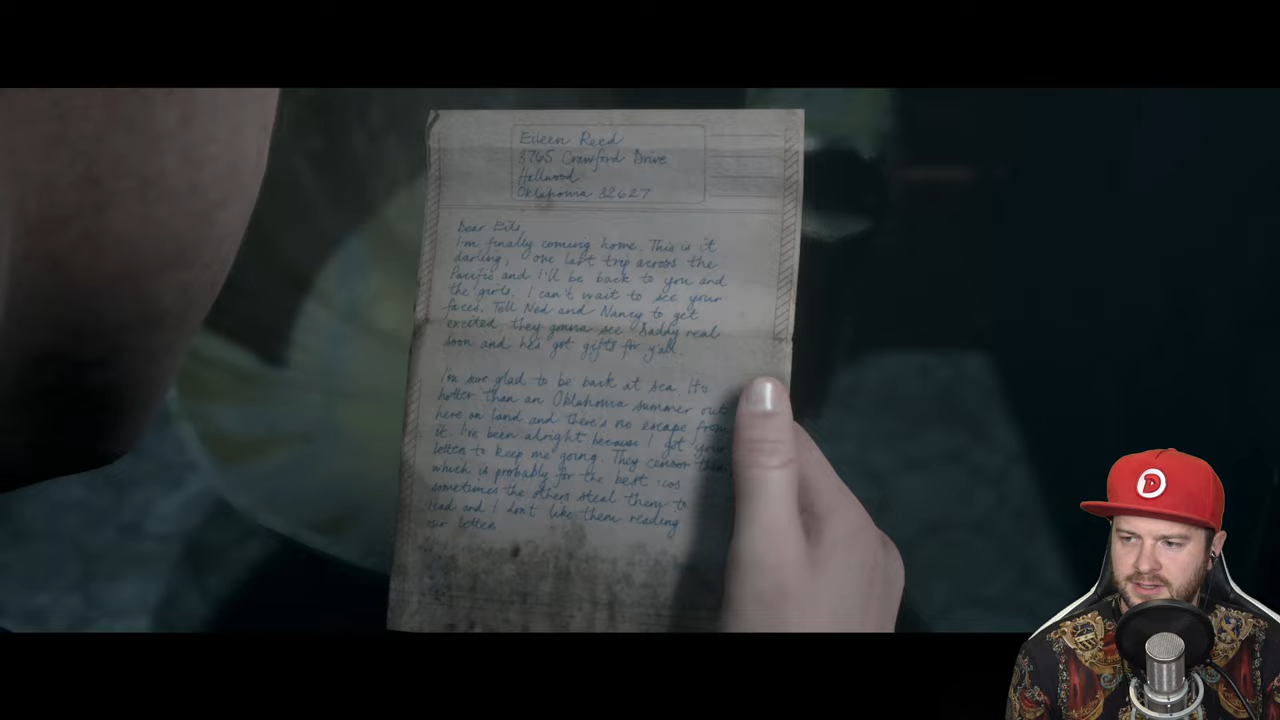 Eileen Reed
3765 Crawford Drive
Hallwood
Oklahoma 32627
Dear Eils,
I'm finally coming home. This is it
darling, one last trip across the
Pacific and I'll be back to you and
the girls. I can't wait to see your
faces. Tell Ned and Nancy to get
excited, they gonna see Daddy real
soon and he's got gifts for y'all.
I'm sure glad to be back at sea. It's
hotter than an Oklahoma summer out
here on land and there's no escape from
it. I've been alright because I got your
letters to keep me going. They censor them
which is probably for the best 'cos
sometimes the others steal them to
read and I don't like them reading
our letters
D